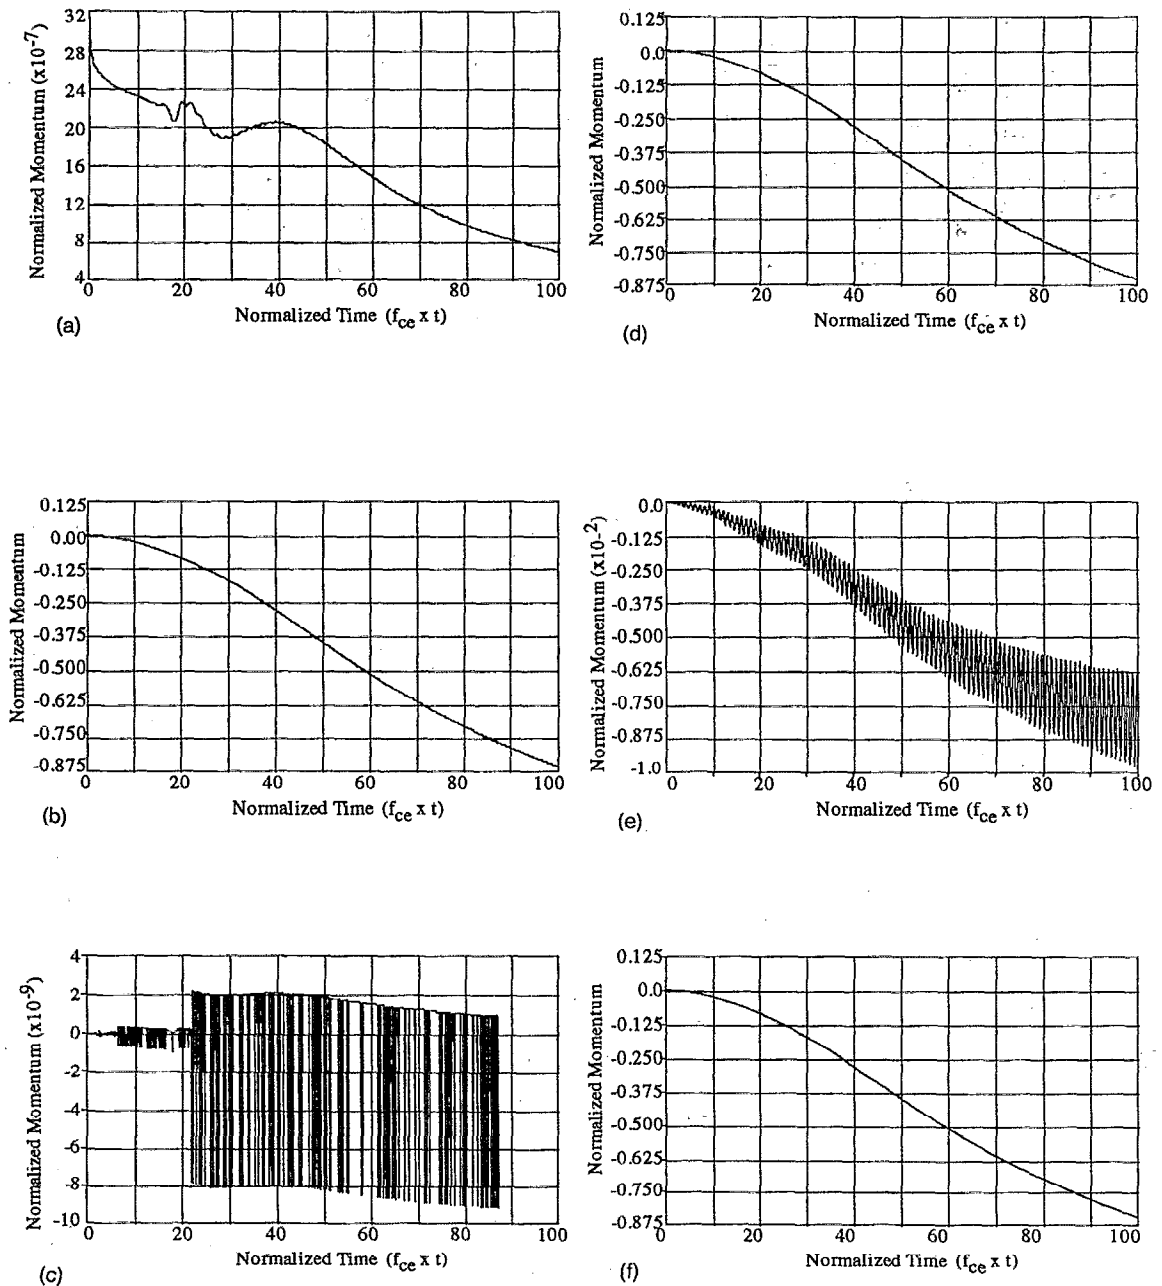 Normalized Momentum (x10-7)
32
28
24
20
16
12
8
4
0 20 40 60 80 100
Normalized Time (fce x t)
(a)
Normalized Momentum
0.125
0.0
-0.125
-0.250
-0.375
-0.500
-0.625
-0.750
-0.875
0 20 40 60 80 100
Normalized Time (fce x t)
(d)
Normalized Momentum
0.125
0.00
-0.125
-0.250
-0.375
-0.500
-0.625
-0.750
-0.875
0 20 40 60 80 100
Normalized Time (fce x t)
(b)
Normalized Momentum (x10-2)
0.0
-0.125
-0.250
-0.375
-0.500
-0.625
-0.750
-0.875
-1.0
0 20 40 60 80 100
Normalized Time (fce x t)
(e)
Normalized Momentum (x10-9)
4
2
0
-2
-4
-6
-8
-10
0 20 40 60 80 100
Normalized Time (fce x t)
(c)
Normalized Momentum
0.125
0.0
-0.125
-0.250
-0.375
-0.500
-0.625
-0.750
-0.875
0 20 40 60 80 100
Normalized Time (fce x t)
(f)